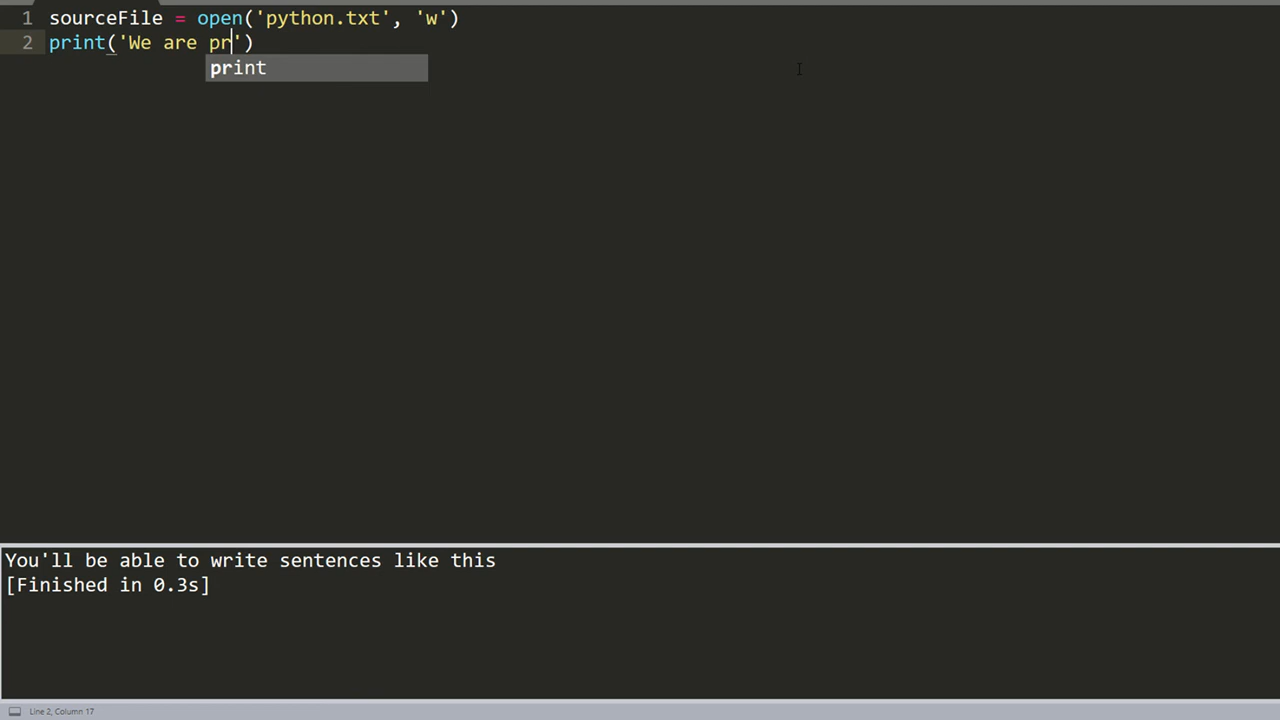 1 sourceFile = open('python.txt', 'w')
2 print('We are pr')
print
You'll be able to write sentences like this
[Finished in 0.3s]
Line 2, Column 17